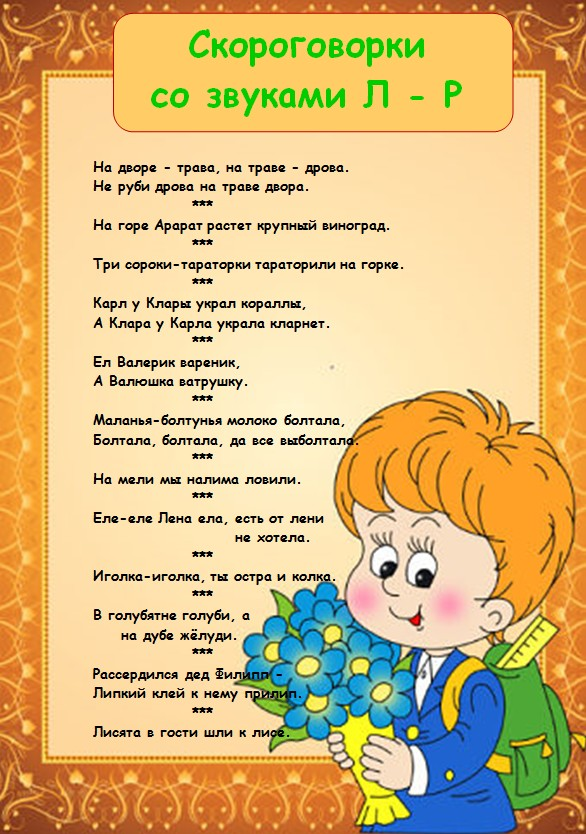 Скороговорки
со звуками Л - Р
На дворе - трава, на траве - дрова.
Не руби дрова на траве двора.
***
На горе Арарат растет крупный виноград.
***
Три сороки-тараторки тараторили на горке.
***
Карл у Клары украл кораллы,
А Клара у Карла украла кларнет.
***
Ел Валерик вареник,
А Валюшка ватрушку.
***
Маланья-болтунья молоко болтала,
Болтала, болтала, да все выболтала.
***
На мели мы налима ловили.
***
Еле-еле Лена ела, есть от лени
не хотела.
***
Иголка-иголка, ты остра и колка.
***
В голубятне голуби, а
на дубе жёлуди.
***
Рассердился дед Филипп -
Липкий клей к нему прилип.
***
Лисята в гости шли к лисе.